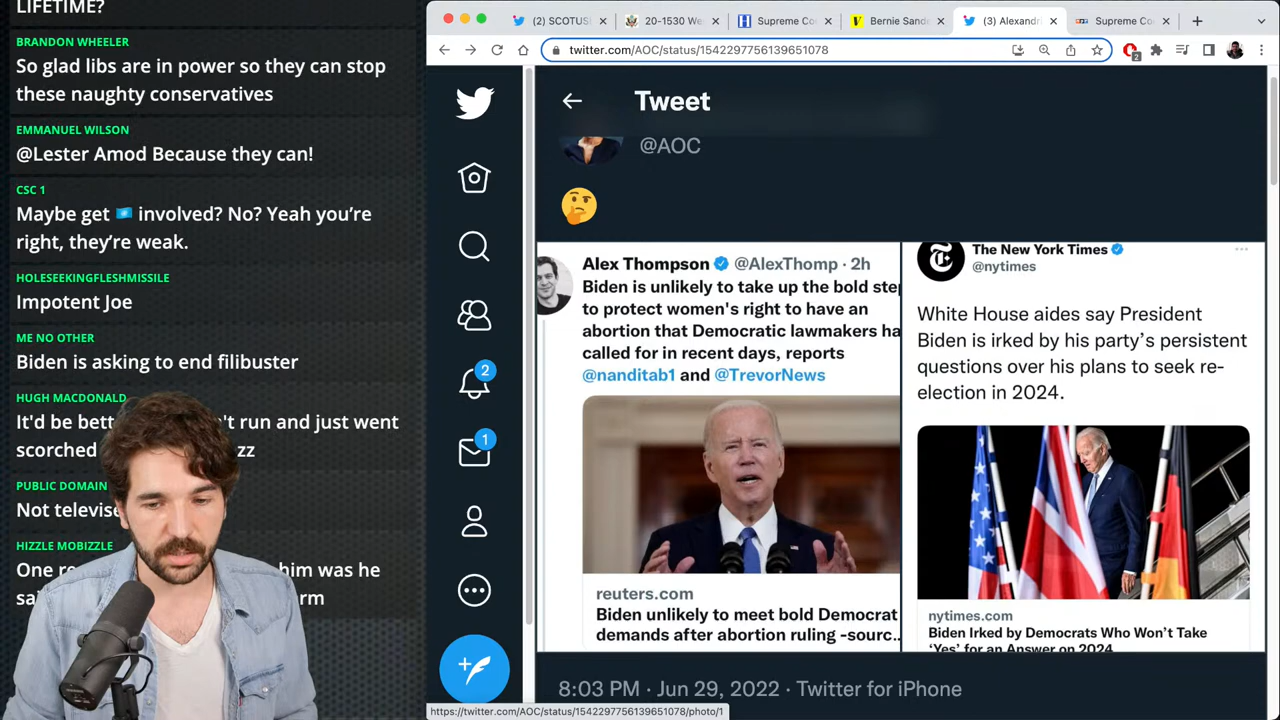 LIFETIME?
BRANDON WHEELER
So glad libs are in power so they can stop
these naughty conservatives
EMMANUEL WILSON
@Lester Amod Because they can!
CSC 1
Maybe get 🇰🇿 involved? No? Yeah you're
right, they're weak.
HOLESEEKINGFLESHMISSILE
Impotent Joe
ME NO OTHER
Biden is asking to end filibuster
HUGH MACDONALD
It'd be 't run and just went
scorched zz
PUBLIC DOMAIN
Not
HIZZLE MOBIZZLE
One him was he
(2) SCOTUS
20-1530 We
Supreme Co
Bernie Sand
(3) Alexandri
Supreme Co
twitter.com/AOC/status/1542297756139651078
2
Tweet
@AOC
🤔
Alex Thompson @AlexThomp · 2h
Biden is unlikely to take up the bold step
to protect women's right to have an
abortion that Democratic lawmakers ha
called for in recent days, reports
@nanditab1 and @TrevorNews
reuters.com
Biden unlikely to meet bold Democrat
demands after abortion ruling -sourc...
The New York Times
@nytimes
White House aides say President
Biden is irked by his party's persistent
questions over his plans to seek re-
election in 2024.
nytimes.com
Biden Irked by Democrats Who Won't Take
'Yes' for an Answer on 2024
2
1
8:03 PM · Jun 29, 2022 · Twitter for iPhone
https://twitter.com/AOC/status/1542297756139651078/photo/1